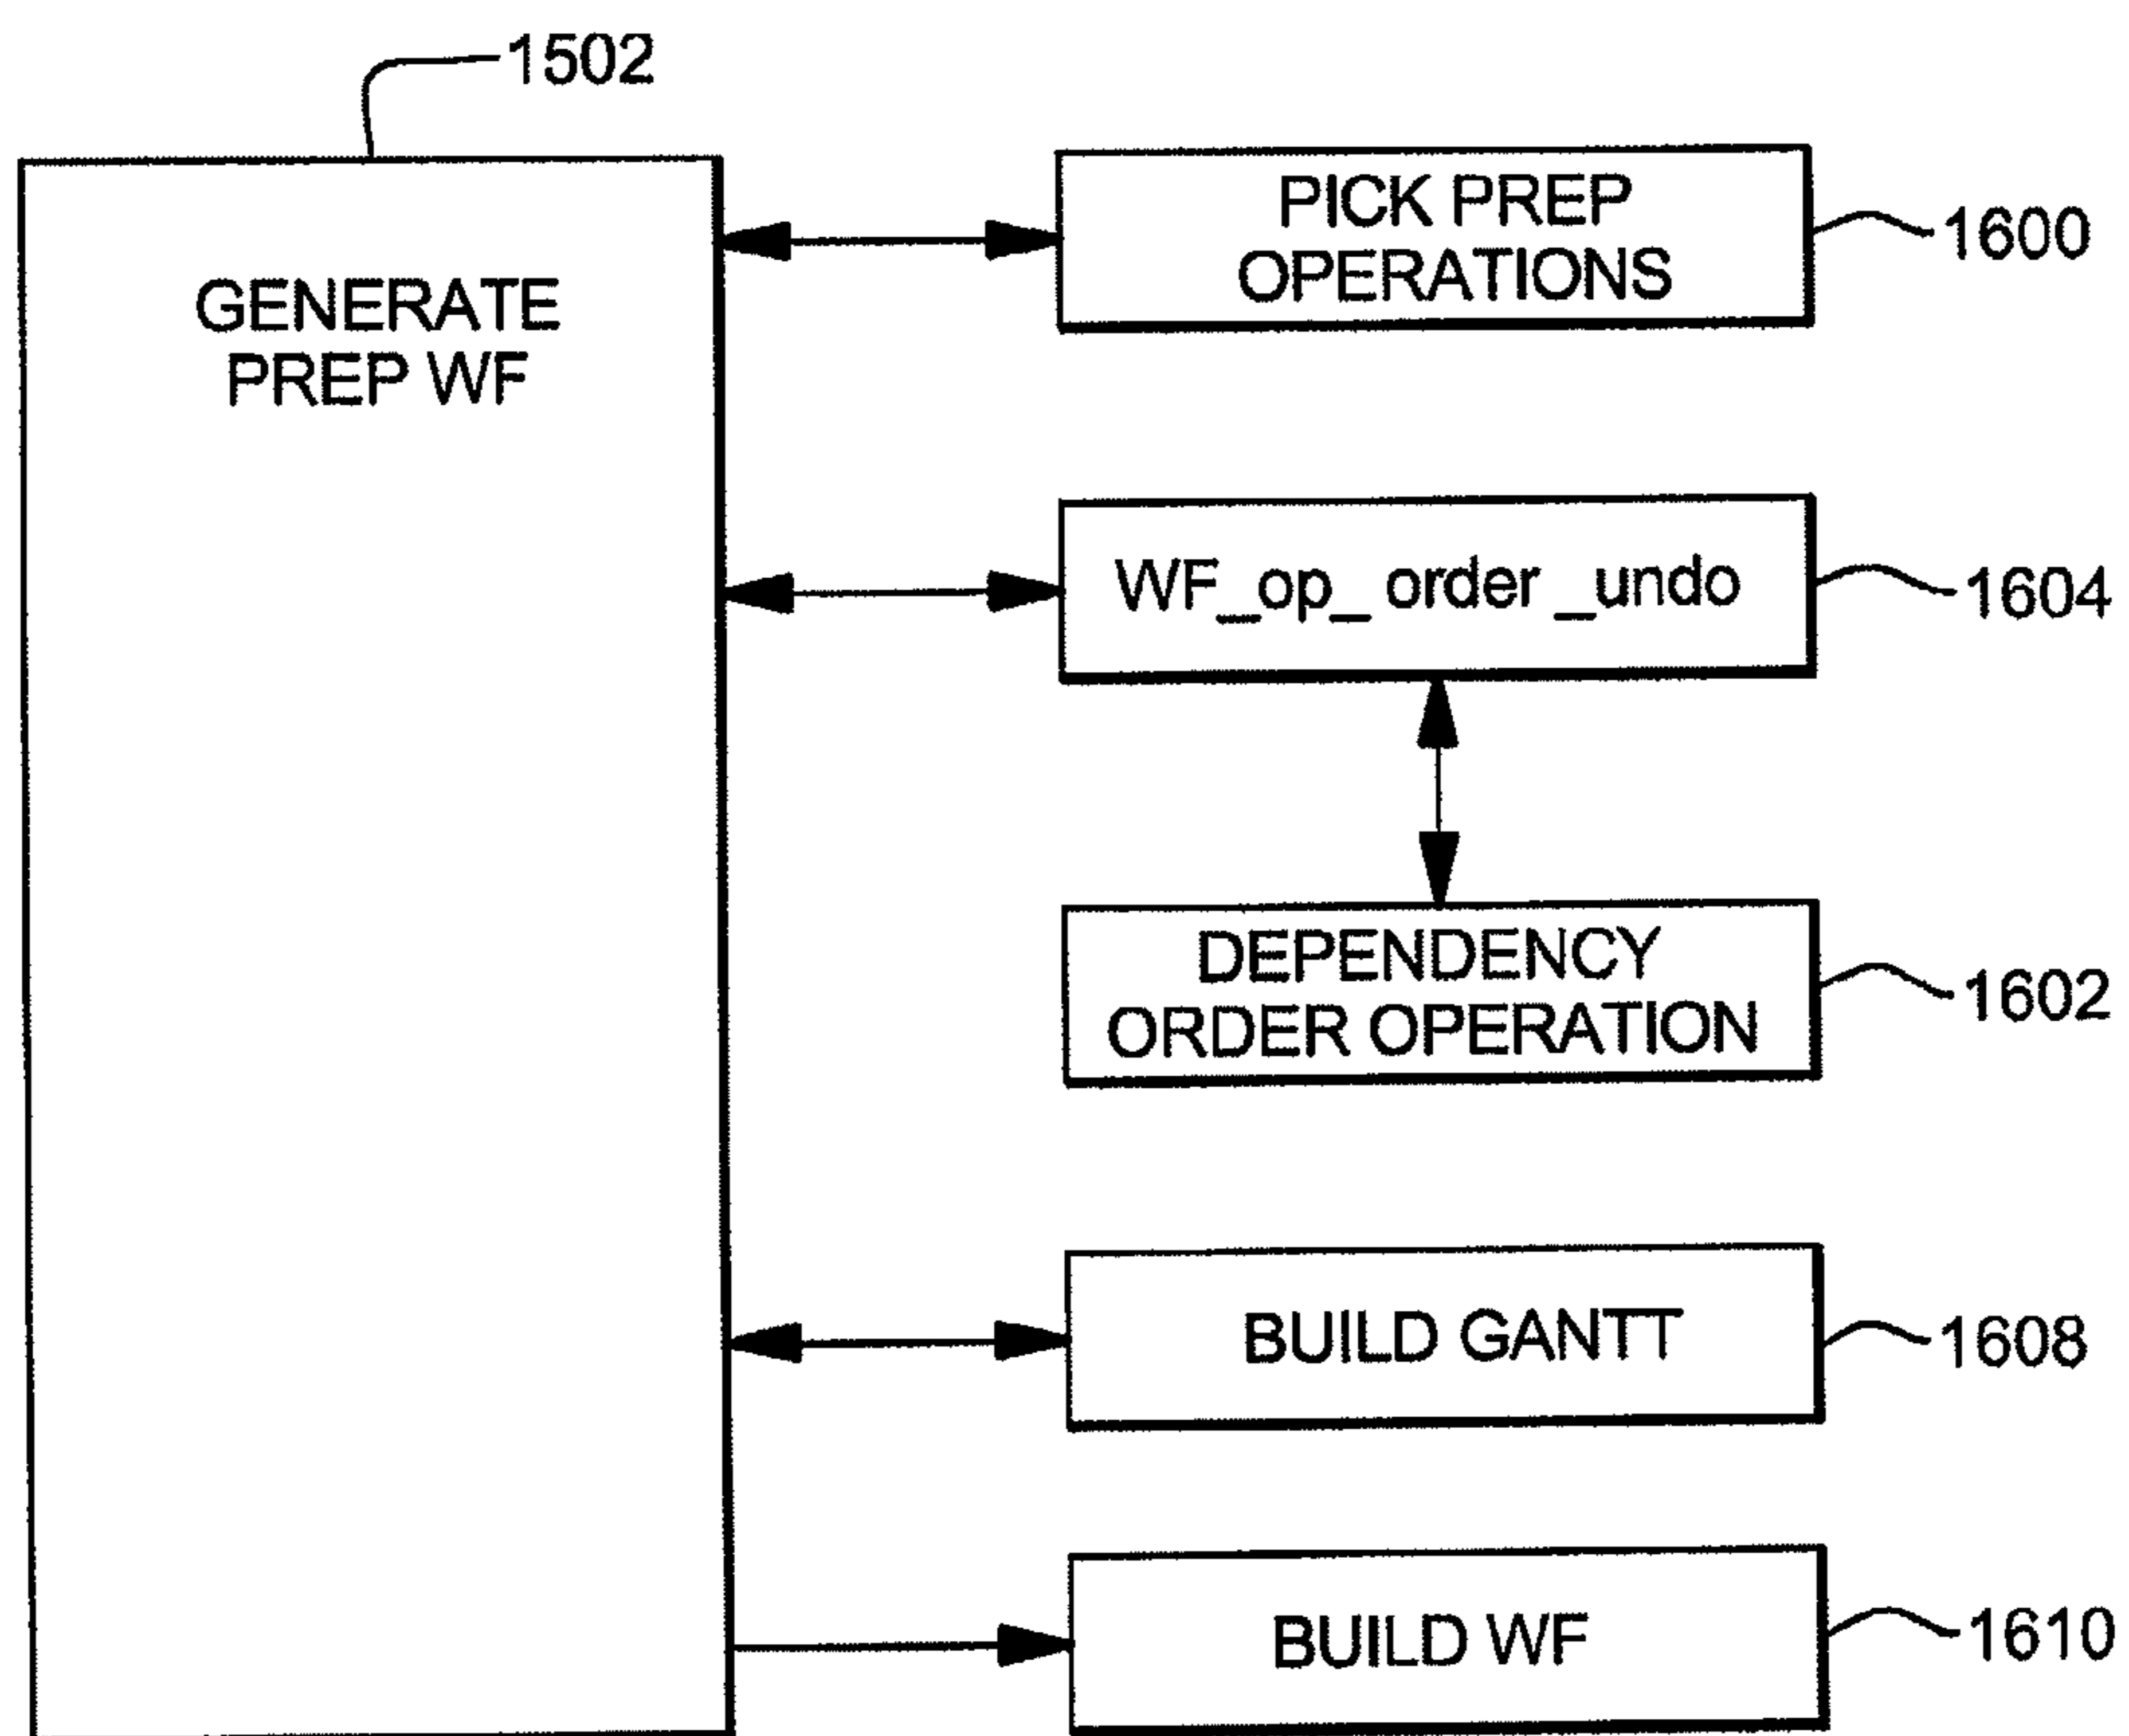 1502
GENERATE
PREP WF
PICK PREP
OPERATIONS
1600
WF_op_ order _undo
1604
DEPENDENCY
ORDER OPERATION
1602
BUILD GANTT
1608
BUILD WF
1610